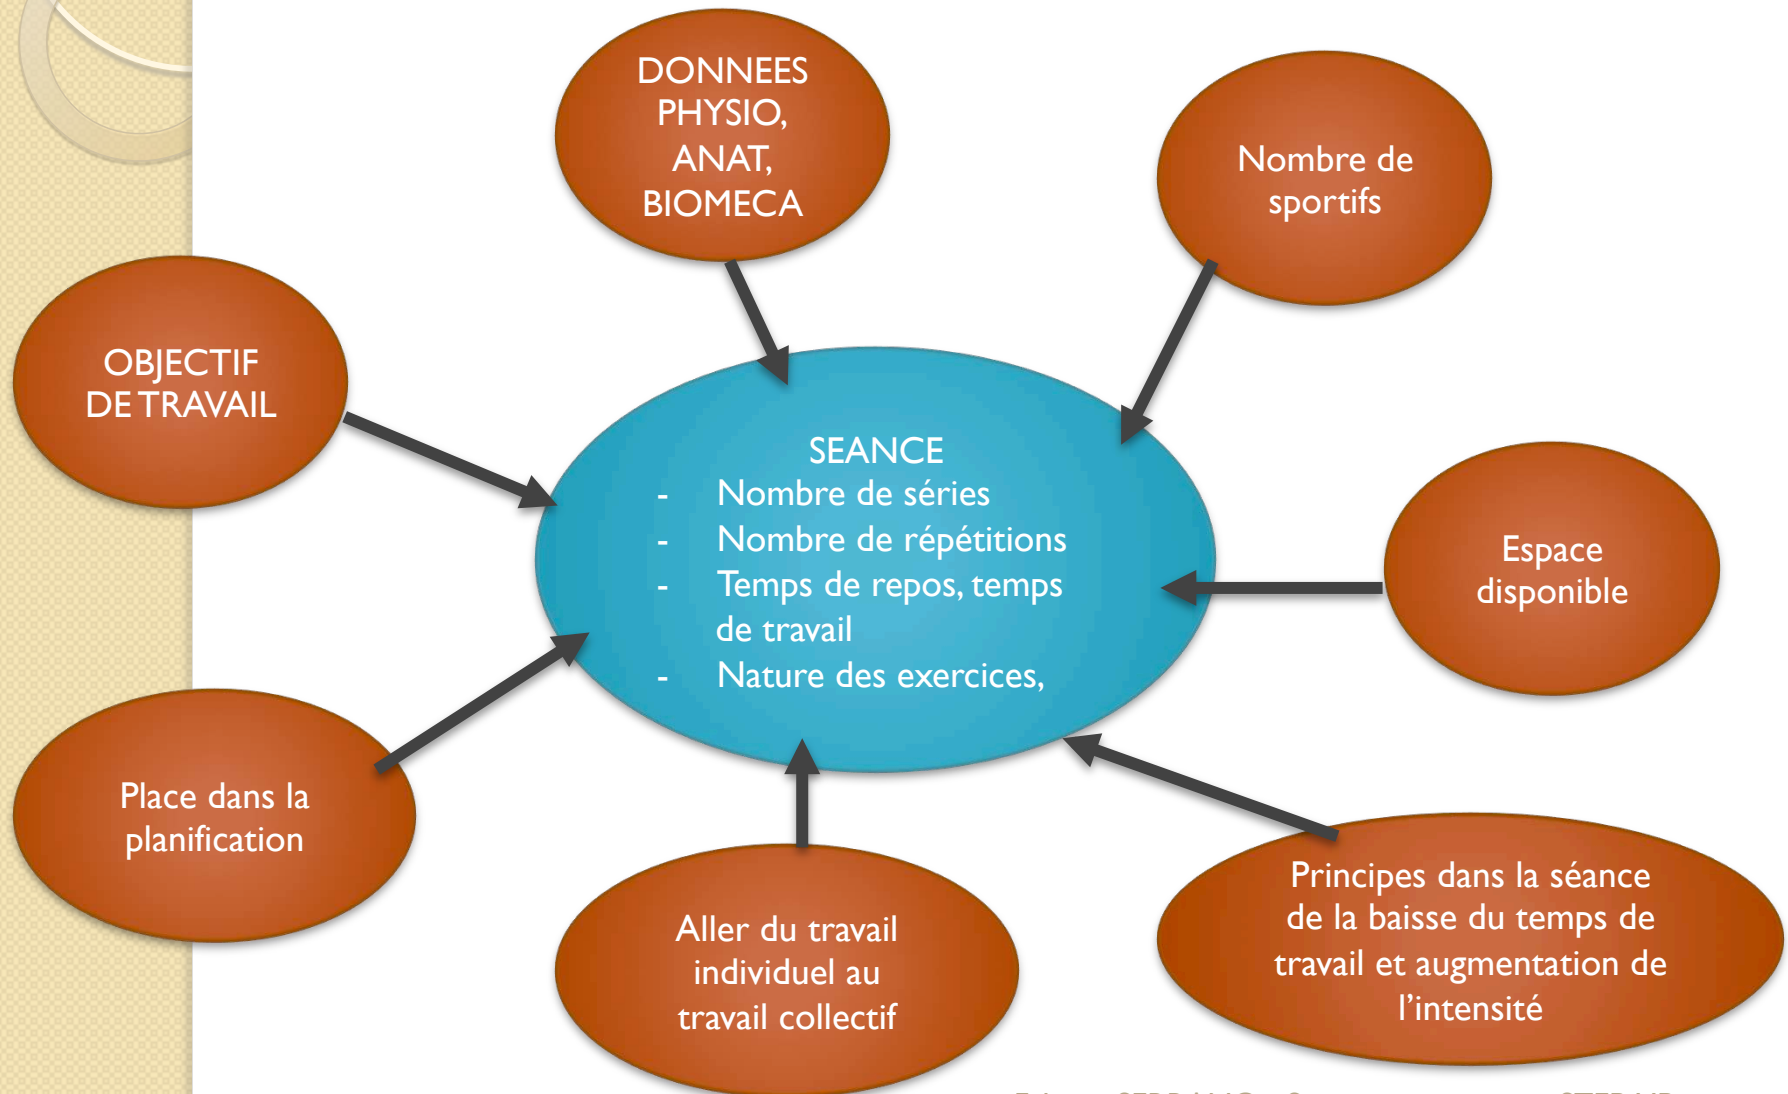 DONNEES
PHYSIO,
ANAT,
BIOMECA
Nombre de
sportifs
OBJECTIF
DE TRAVAIL
SEANCE
- Nombre de séries
- Nombre de répétitions
- Temps de repos, temps
de travail
- Nature des exercices,
Espace
disponible
Place dans la
planification
Aller du travail
individuel au
travail collectif
Principes dans la séance
de la baisse du temps de
travail et augmentation de
l'intensité